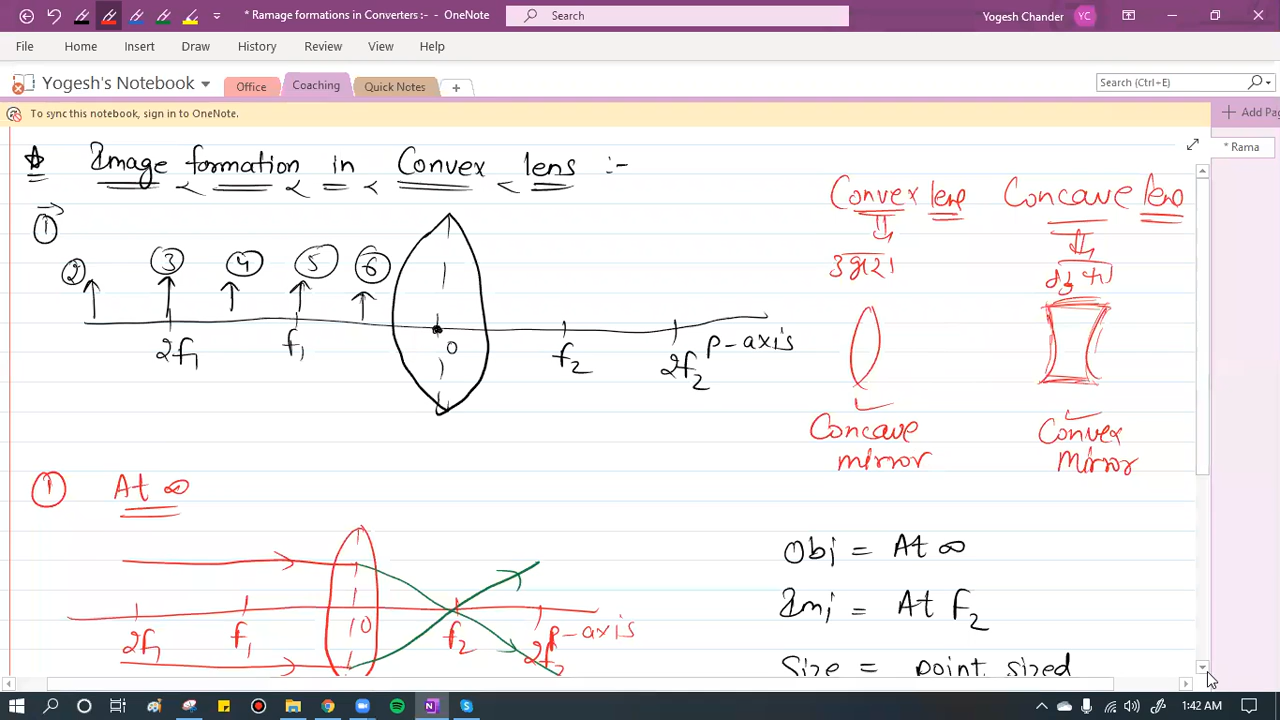 * Ramage formations in Converters :- - OneNote
Search
Yogesh Chander
YC
File Home Insert Draw History Review View Help
Yogesh's Notebook
Office
Coaching
Quick Notes
Search (Ctrl+E)
To sync this notebook, sign in to OneNote.
Add Pag
* Rama
Image formation in Convex lens :-
①
② ③ ④ ⑤ ⑥
2f1 f1 O f2 2f2 p-axis
Convex lens
Concave lens
Concave mirror
Convex mirror
① At ∞
2f1 f1 O f2 2f2 p-axis
Obj = At ∞
Imj = At F2
Size = point sized
1:42 AM